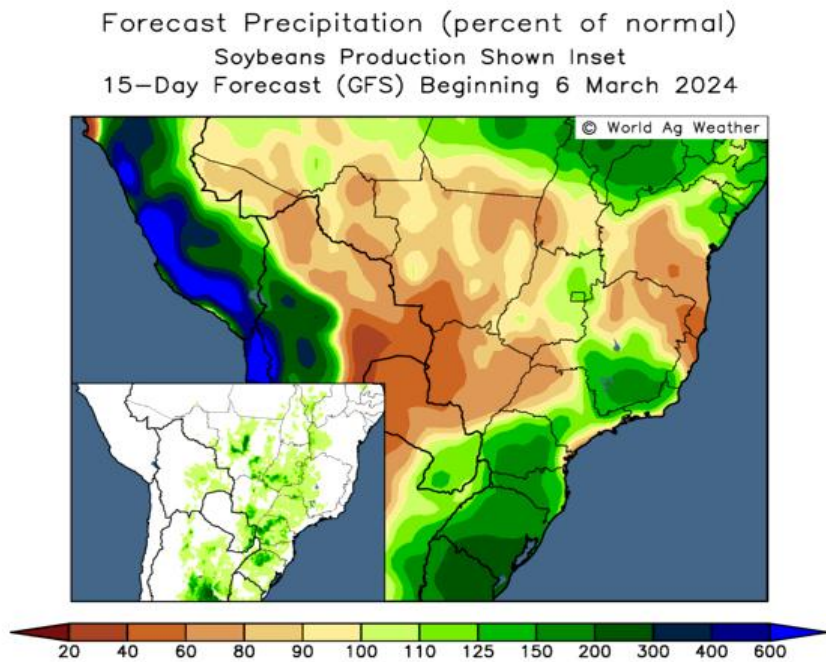 Forecast Precipitation (percent of normal)
Soybeans Production Shown Inset
15-Day Forecast (GFS) Beginning 6 March 2024
© World Ag Weather
20 40 60 80 90 100 110 125 150 200 300 400 600